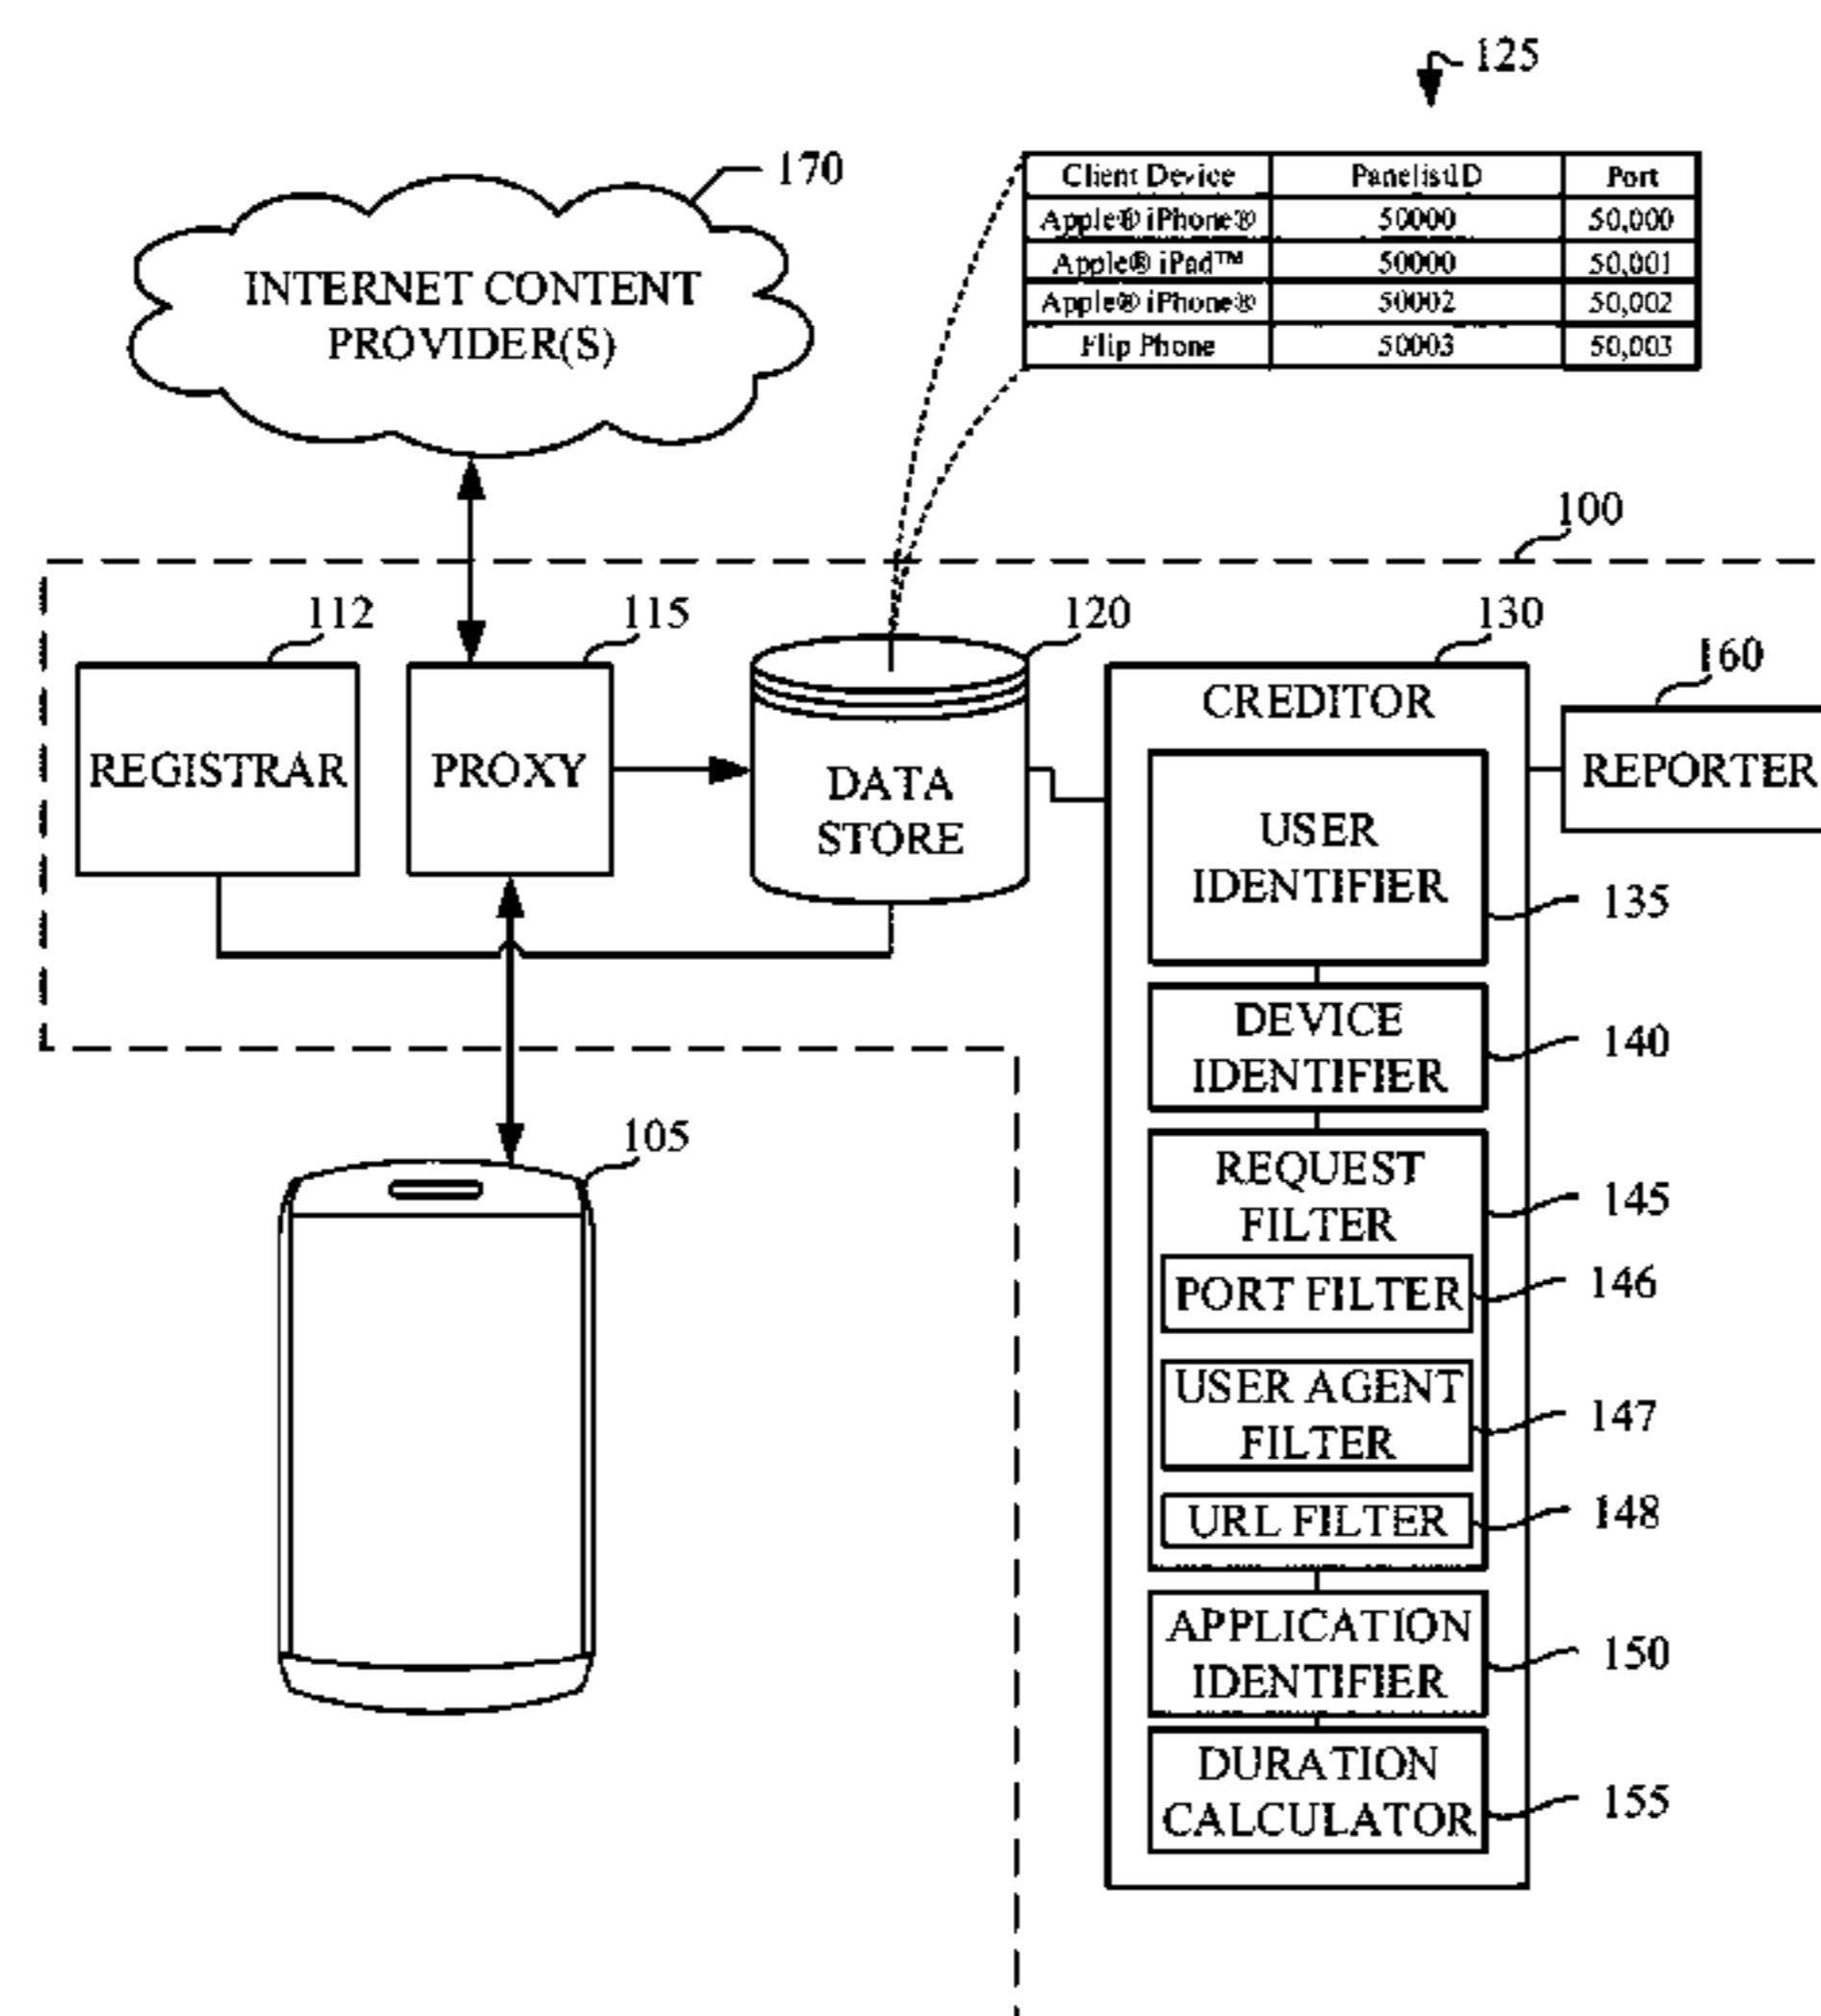 125
170
Client Device PanelistID Port
Apple® iPhone® 50000 50,000
Apple® iPad™ 50000 50,001
Apple® iPhone® 50002 50,002
Flip Phone 50003 50,003
INTERNET CONTENT
PROVIDER(S)
100
112
115
120
130
160
REGISTRAR
PROXY
DATA
STORE
CREDITOR
REPORTER
USER
IDENTIFIER
135
DEVICE
IDENTIFIER
140
105
REQUEST
FILTER
145
PORT FILTER
146
USER AGENT
FILTER
147
URL FILTER
148
APPLICATION
IDENTIFIER
150
DURATION
CALCULATOR
155